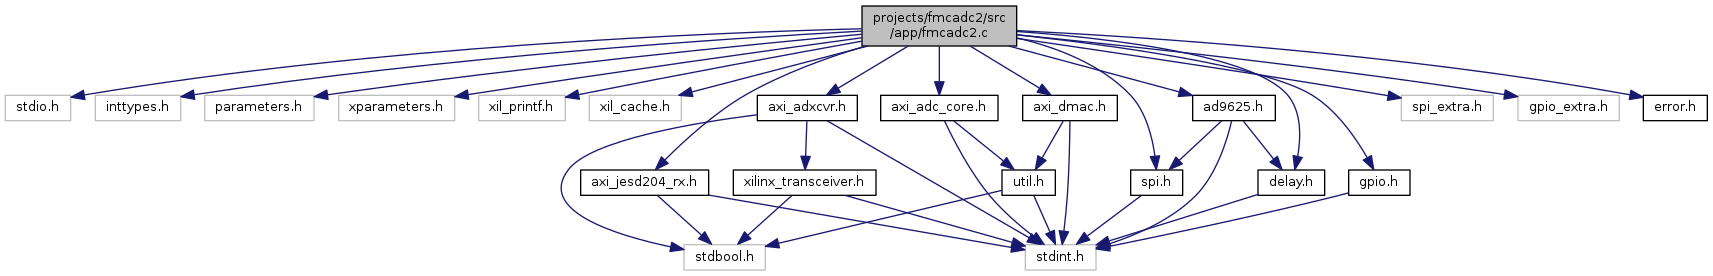 projects/fmcadc2/src
/app/fmcadc2.c
stdio.h
inttypes.h
parameters.h
xparameters.h
xil_printf.h
xil_cache.h
axi_adxcvr.h
axi_adc_core.h
axi_dmac.h
ad9625.h
spi_extra.h
gpio_extra.h
error.h
axi_jesd204_rx.h
xilinx_transceiver.h
util.h
spi.h
delay.h
gpio.h
stdbool.h
stdint.h